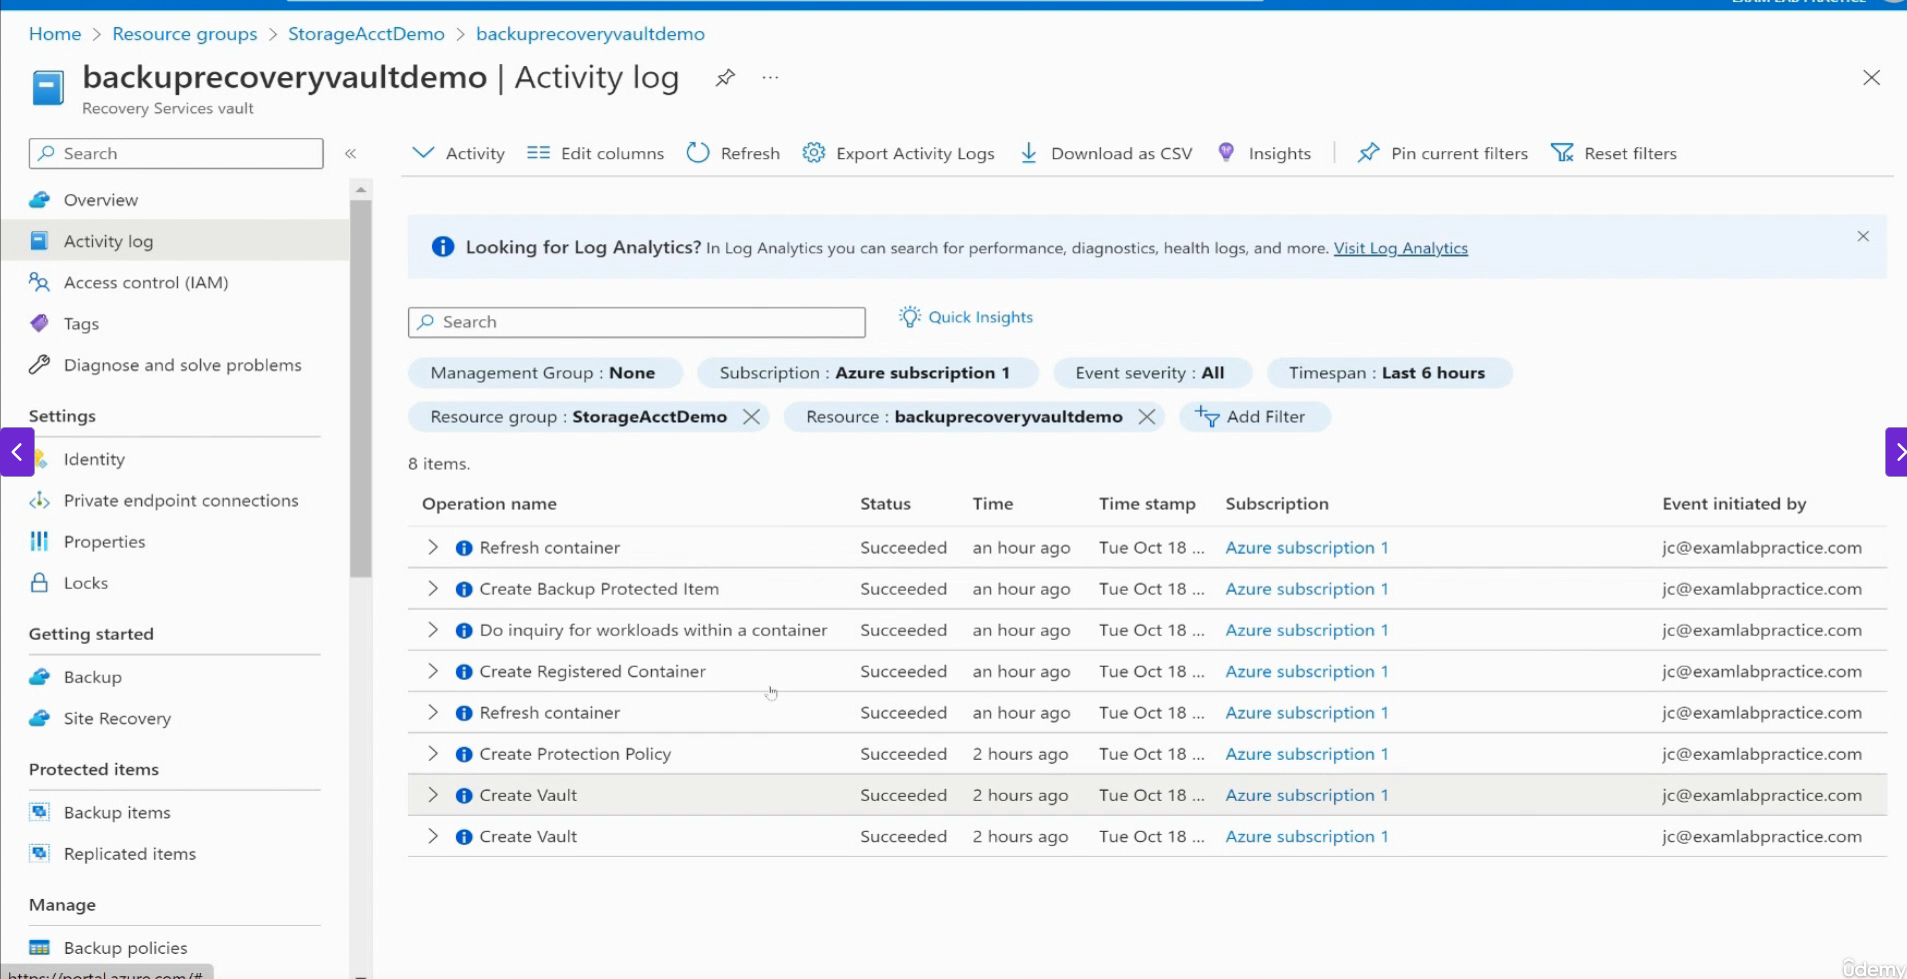 EXAMLAB PRACTICE
Home > Resource groups > StorageAcctDemo > backuprecoveryvaultdemo
backuprecoveryvaultdemo | Activity log ...
Recovery Services vault
Search
«
Activity Edit columns Refresh Export Activity Logs Download as CSV Insights Pin current filters Reset filters
Overview
Activity log
Access control (IAM)
Tags
Diagnose and solve problems
Settings
Identity
Private endpoint connections
Properties
Locks
Getting started
Backup
Site Recovery
Protected items
Backup items
Replicated items
Manage
Backup policies
https://portal.azure.com/#
Looking for Log Analytics? In Log Analytics you can search for performance, diagnostics, health logs, and more. Visit Log Analytics
Search
Quick Insights
Management Group : None Subscription : Azure subscription 1 Event severity : All Timespan : Last 6 hours
Resource group : StorageAcctDemo Resource : backuprecoveryvaultdemo Add Filter
8 items.
Operation name Status Time Time stamp Subscription Event initiated by
Refresh container Succeeded an hour ago Tue Oct 18 ... Azure subscription 1 jc@examlabpractice.com
Create Backup Protected Item Succeeded an hour ago Tue Oct 18 ... Azure subscription 1 jc@examlabpractice.com
Do inquiry for workloads within a container Succeeded an hour ago Tue Oct 18 ... Azure subscription 1 jc@examlabpractice.com
Create Registered Container Succeeded an hour ago Tue Oct 18 ... Azure subscription 1 jc@examlabpractice.com
Refresh container Succeeded an hour ago Tue Oct 18 ... Azure subscription 1 jc@examlabpractice.com
Create Protection Policy Succeeded 2 hours ago Tue Oct 18 ... Azure subscription 1 jc@examlabpractice.com
Create Vault Succeeded 2 hours ago Tue Oct 18 ... Azure subscription 1 jc@examlabpractice.com
Create Vault Succeeded 2 hours ago Tue Oct 18 ... Azure subscription 1 jc@examlabpractice.com
ûdemy